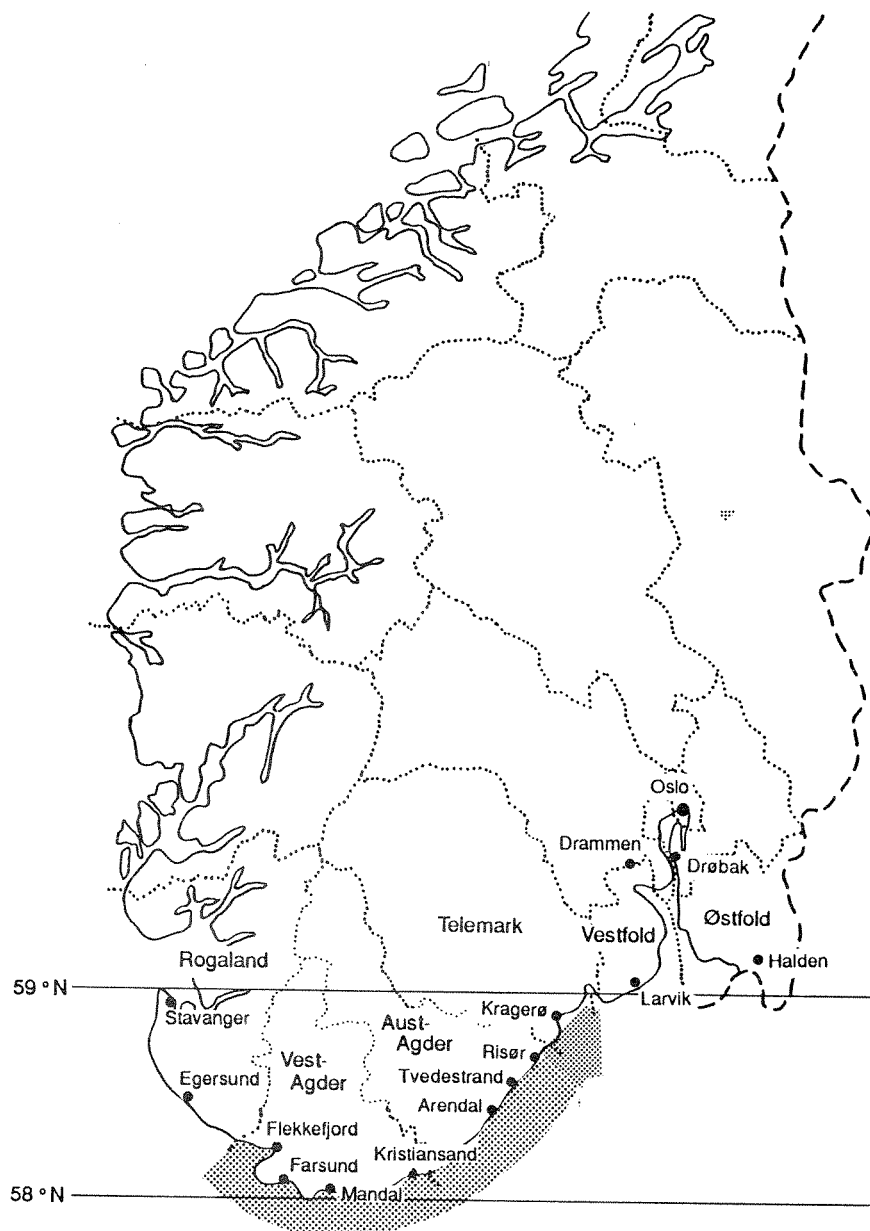 Oslo
Drammen
Drøbak
Telemark
Østfold
Vestfold
Rogaland
Halden
59°N
Larvik
Stavanger
Kragerø
Aust-
Agder
Risør
Vest-
Agder
Tvedestrand
Egersund
Arendal
Flekkefjord
Kristiansand
Farsund
Mandal
58°N